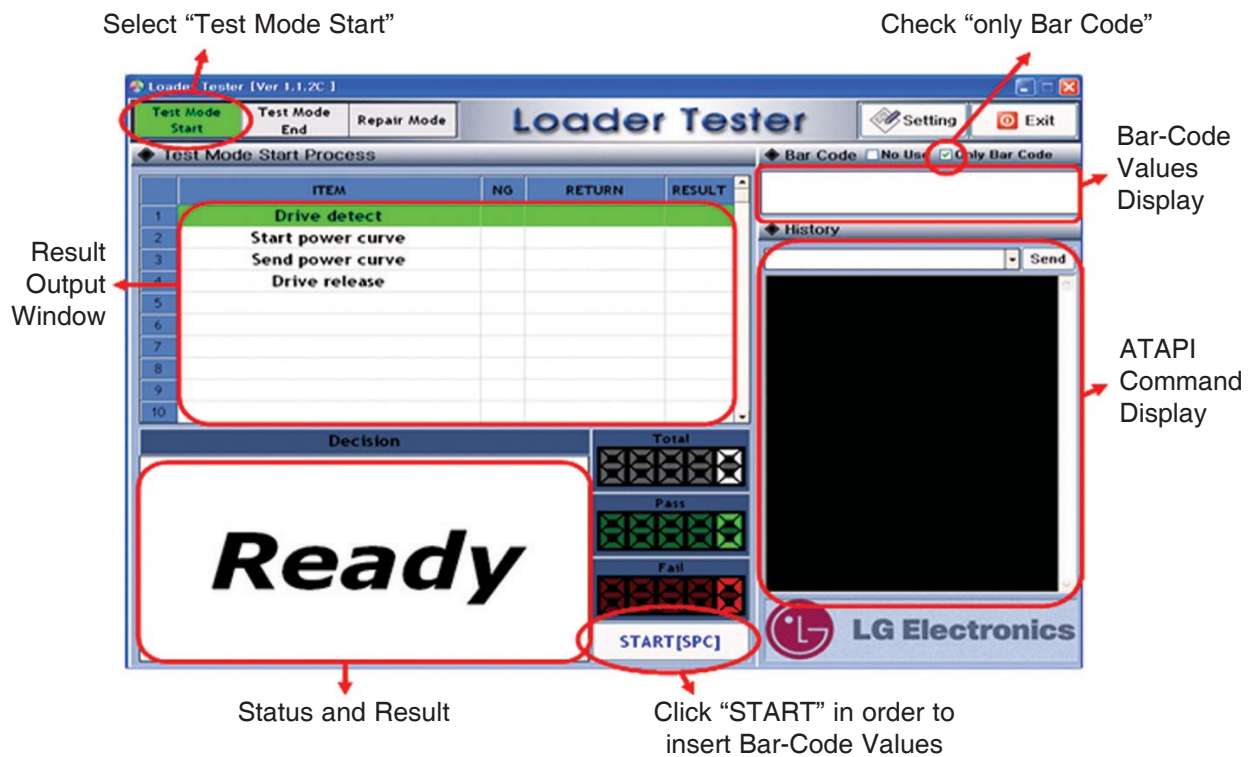 Select “Test Mode Start”
Check “only Bar Code”
Loader Tester [Ver 1.1.2C ]
Test Mode
Start
Test Mode
End
Repair Mode
Loader Tester
Setting
Exit
Test Mode Start Process
Bar Code
No Use
Only Bar Code
Bar-Code
Values
Display
ITEM NG RETURN RESULT
1 Drive detect
2 Start power curve
3 Send power curve
4 Drive release
5
6
7
8
9
10
Result
Output
Window
History
Send
ATAPI
Command
Display
Decision
Ready
Total
Pass
Fail
START[SPC]
LG Electronics
Status and Result
Click “START” in order to
insert Bar-Code Values